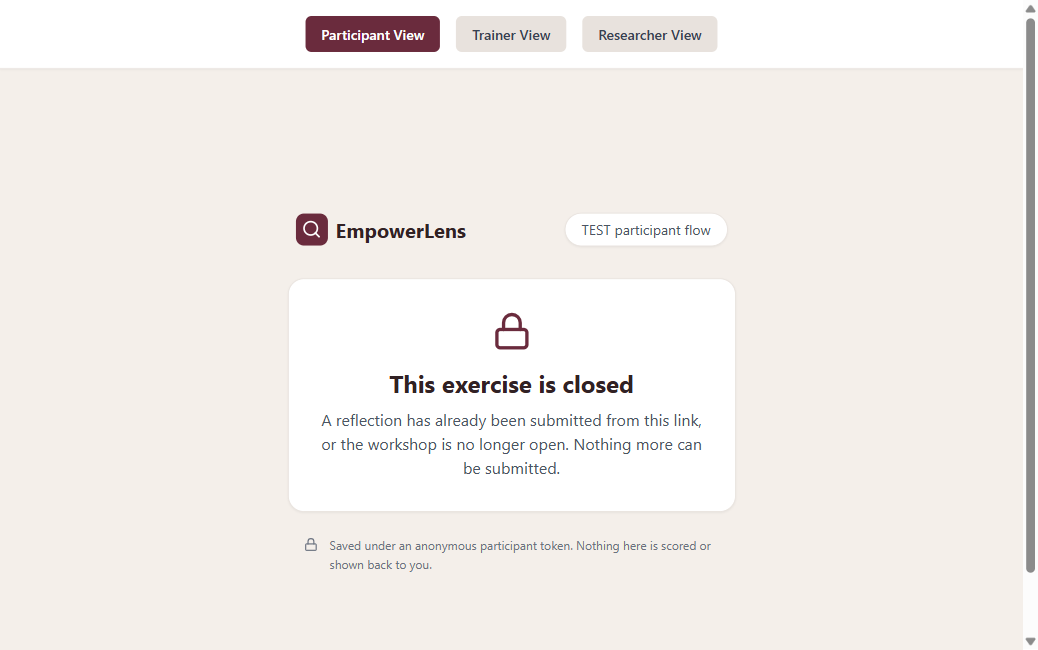 Participant View
Trainer View
Researcher View
EmpowerLens
TEST participant flow
This exercise is closed
A reflection has already been submitted from this link,
or the workshop is no longer open. Nothing more can
be submitted.
Saved under an anonymous participant token. Nothing here is scored or
shown back to you.